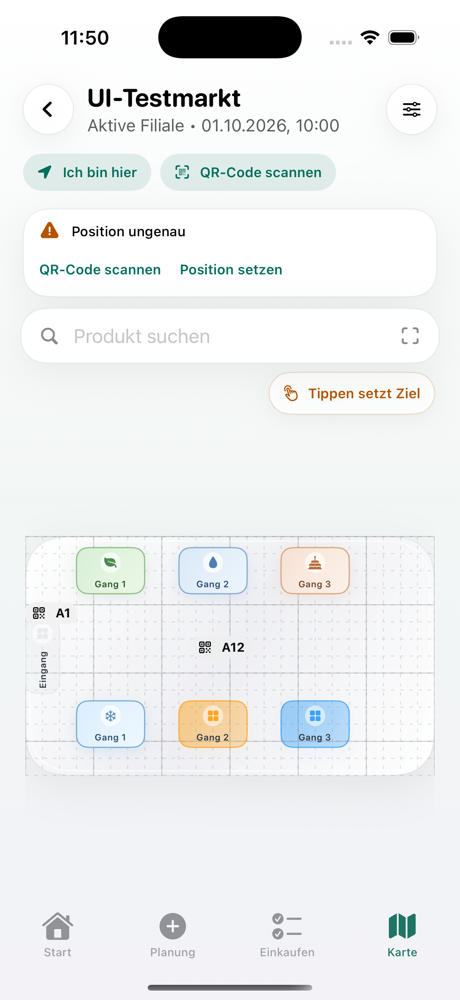 11:50
UI-Testmarkt
Aktive Filiale • 01.10.2026, 10:00
Ich bin hier
QR-Code scannen
Position ungenau
QR-Code scannen
Position setzen
Produkt suchen
Tippen setzt Ziel
Gang 1
Gang 2
Gang 3
A1
Eingang
A12
Gang 1
Gang 2
Gang 3
Start
Planung
Einkaufen
Karte